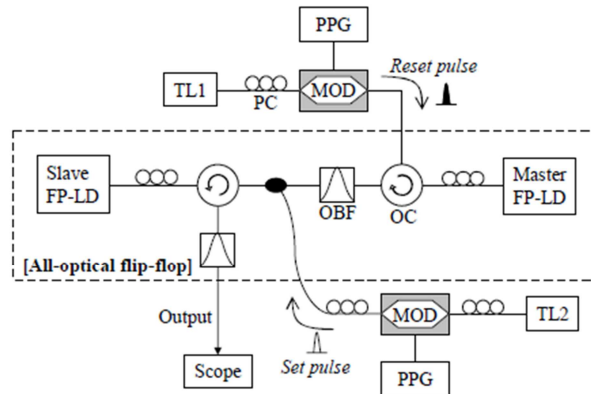 PPG
Reset pulse
TL1
PC
MOD
Slave
FP-LD
OBF
OC
Master
FP-LD
[All-optical flip-flop]
Output
Set pulse
MOD
TL2
Scope
PPG